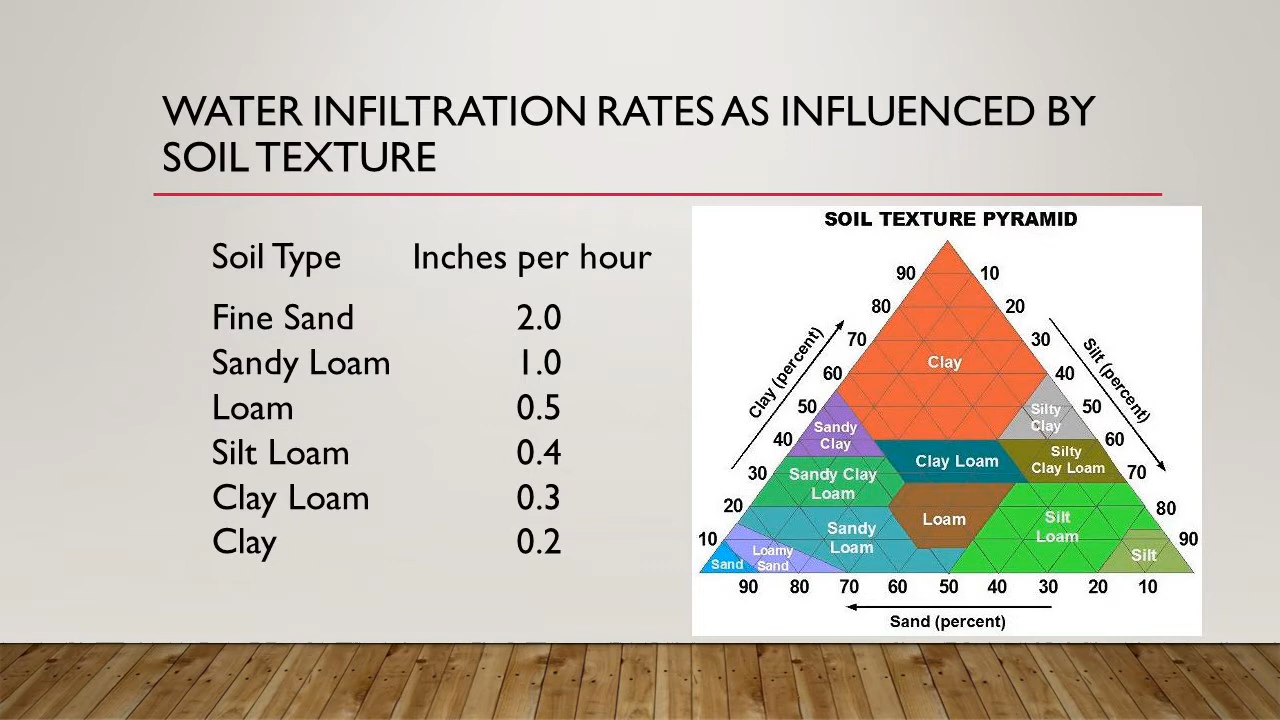 WATER INFILTRATION RATES AS INFLUENCED BY
SOIL TEXTURE
Soil Type Inches per hour
Fine Sand 2.0
Sandy Loam 1.0
Loam 0.5
Silt Loam 0.4
Clay Loam 0.3
Clay 0.2
SOIL TEXTURE PYRAMID
90 10
80 20
70 30
Clay (percent)
Silt (percent)
Clay
60 40
50 50
Silty
Clay
Sandy
Clay
40 60
Clay Loam
Silty
Clay Loam
30 70
Sandy Clay
Loam
20 80
Sandy
Loam
Loam
Silt
Loam
10 90
Loamy
Sand
Sand
Silt
90 80 70 60 50 40 30 20 10
Sand (percent)